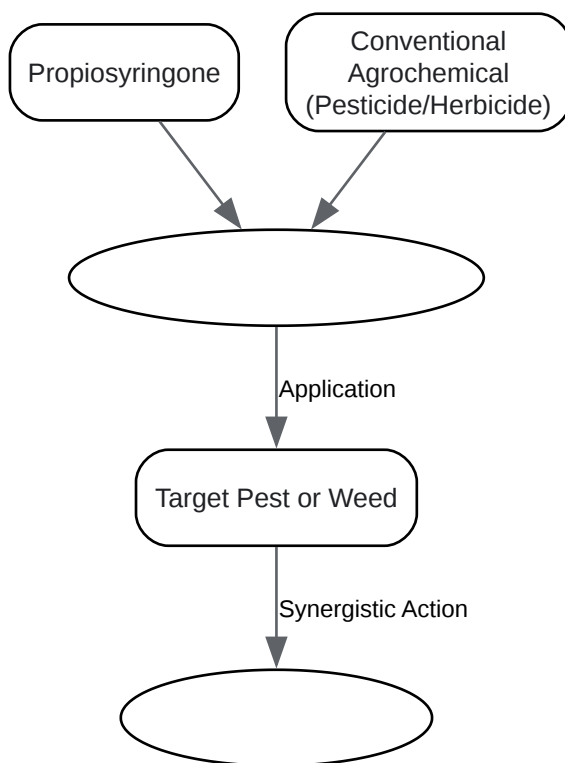 Propiosyringone
Conventional
Agrochemical
(Pesticide/Herbicide)
Application
Target Pest or Weed
Synergistic Action